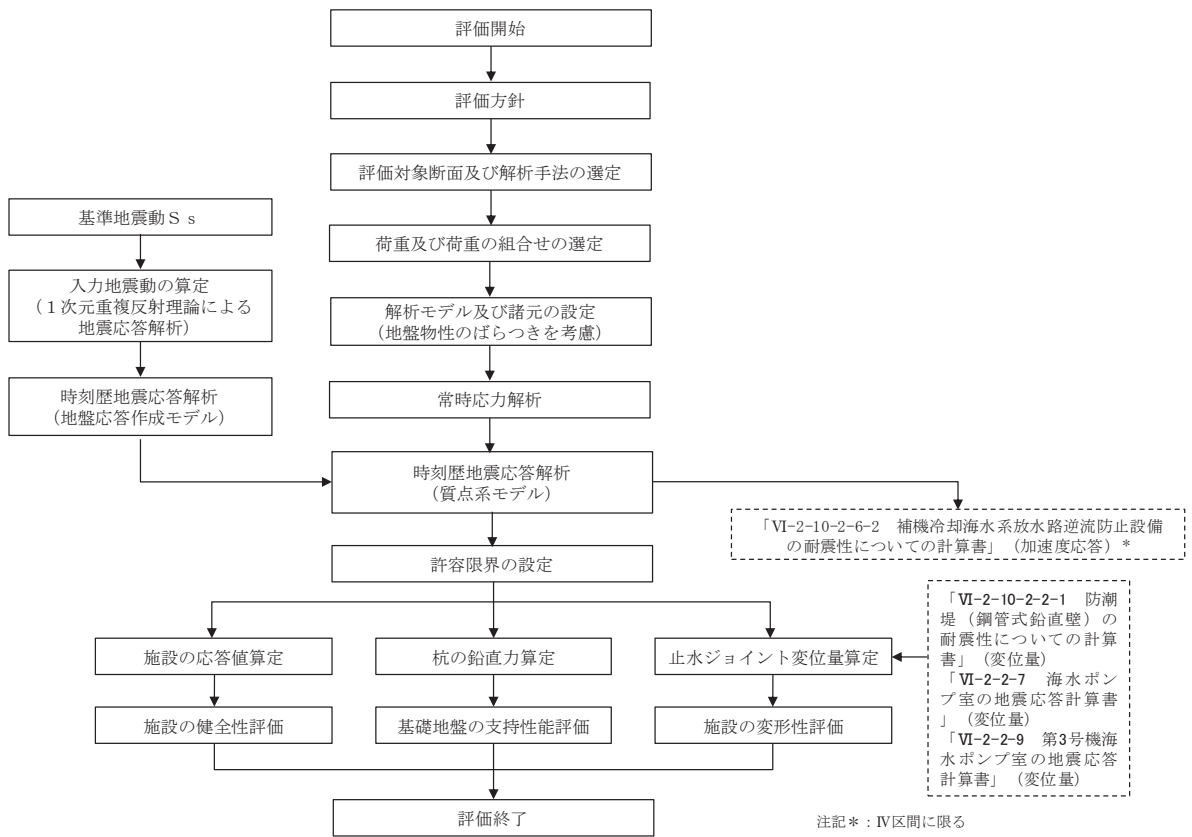 評価開始
評価方針
評価対象断面及び解析手法の選定
基準地震動Ｓｓ
荷重及び荷重の組合せの選定
入力地震動の算定
（１次元重複反射理論による
地震応答解析）
解析モデル及び諸元の設定
（地盤物性のばらつきを考慮）
時刻歴地震応答解析
（地盤応答作成モデル）
常時応力解析
時刻歴地震応答解析
（質点系モデル）
「Ⅵ-2-10-2-6-2　補機冷却海水系放水路逆流防止設備
の耐震性についての計算書」（加速度応答）＊
許容限界の設定
施設の応答値算定
杭の鉛直力算定
止水ジョイント変位量算定
「Ⅵ-2-10-2-2-1　防潮
堤（鋼管式鉛直壁）の
耐震性についての計算
書」（変位量）
「Ⅵ-2-2-7　海水ポン
プ室の地震応答計算書
」（変位量）
「Ⅵ-2-2-9　第3号機海
水ポンプ室の地震応答
計算書」（変位量）
施設の健全性評価
基礎地盤の支持性能評価
施設の変形性評価
評価終了
注記＊：Ⅳ区間に限る